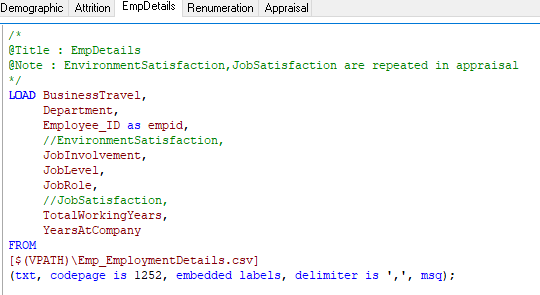 Demographic Attrition EmpDetails Renumeration Appraisal
/*
@Title : EmpDetails
@Note : EnvironmentSatisfaction,JobSatisfaction are repeated in appraisal
*/
LOAD BusinessTravel,
Department,
Employee_ID as empid,
//EnvironmentSatisfaction,
JobInvolvement,
JobLevel,
JobRole,
//JobSatisfaction,
TotalWorkingYears,
YearsAtCompany
FROM
[$(VPATH)\Emp_EmploymentDetails.csv]
(txt, codepage is 1252, embedded labels, delimiter is ',', msq);